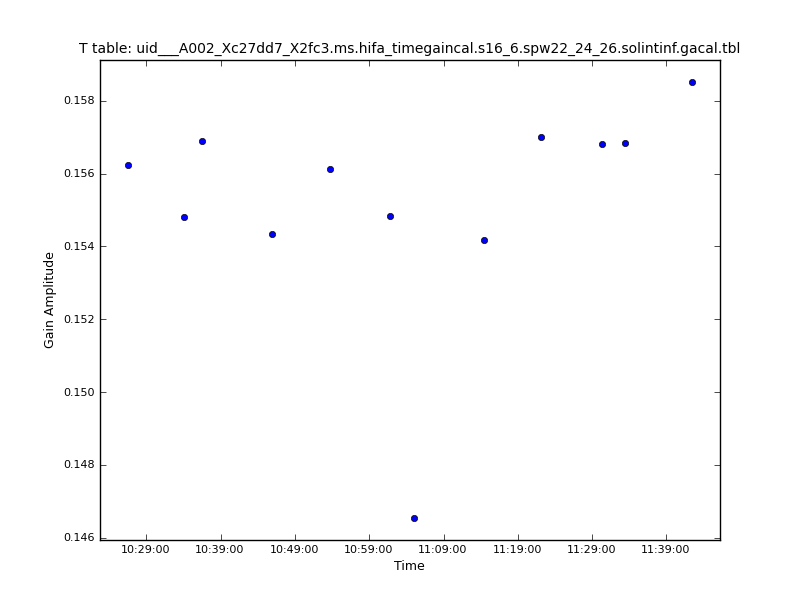 T table: uid___A002_Xc27dd7_X2fc3.ms.hifa_timegaincal.s16_6.spw22_24_26.solintinf.gacal.tbl
0.158
0.156
0.154
0.152
0.150
0.148
0.146
Gain Amplitude
10:29:00 10:39:00 10:49:00 10:59:00 11:09:00 11:19:00 11:29:00 11:39:00
Time